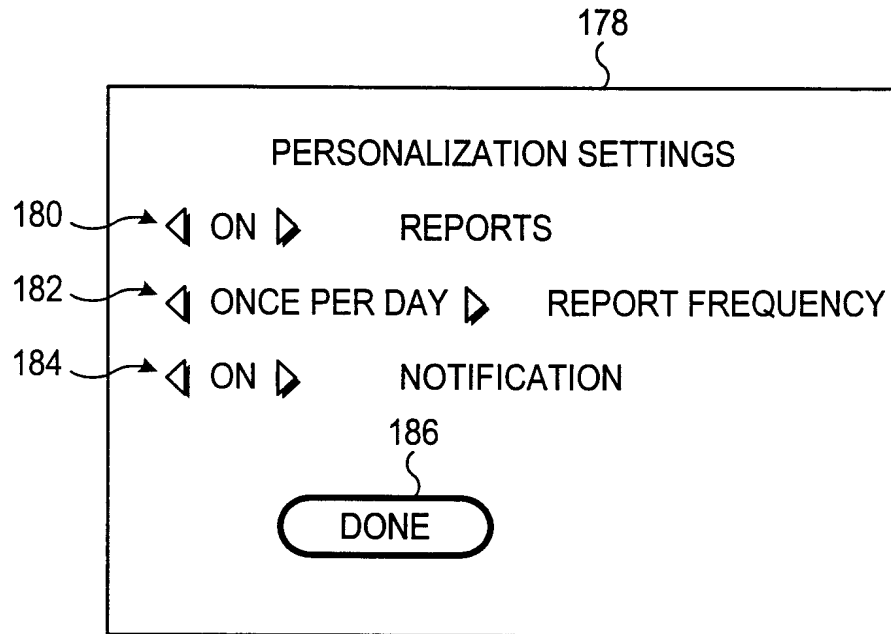 178
PERSONALIZATION SETTINGS
180 ON REPORTS
182 ONCE PER DAY REPORT FREQUENCY
184 ON NOTIFICATION
186
DONE